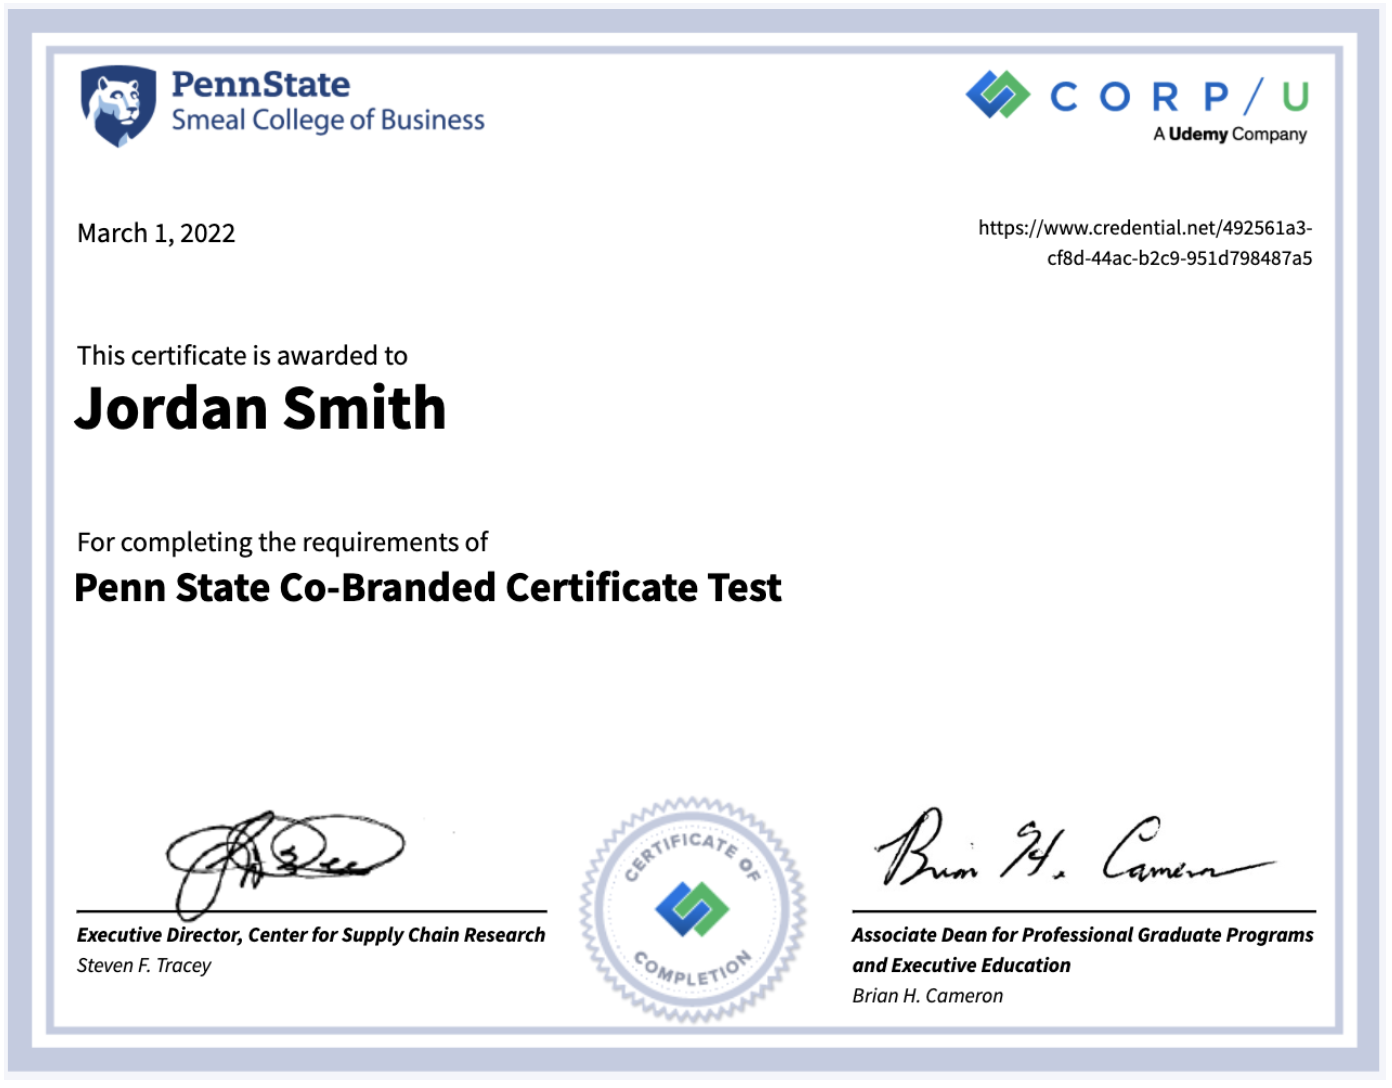 PennState
Smeal College of Business
CORP/U
A Udemy Company
March 1, 2022
https://www.credential.net/492561a3-
cf8d-44ac-b2c9-951d798487a5
This certificate is awarded to
Jordan Smith
For completing the requirements of
Penn State Co-Branded Certificate Test
Brian H. Cameron
CERTIFICATE OF
COMPLETION
Executive Director, Center for Supply Chain Research
Steven F. Tracey
Associate Dean for Professional Graduate Programs
and Executive Education
Brian H. Cameron